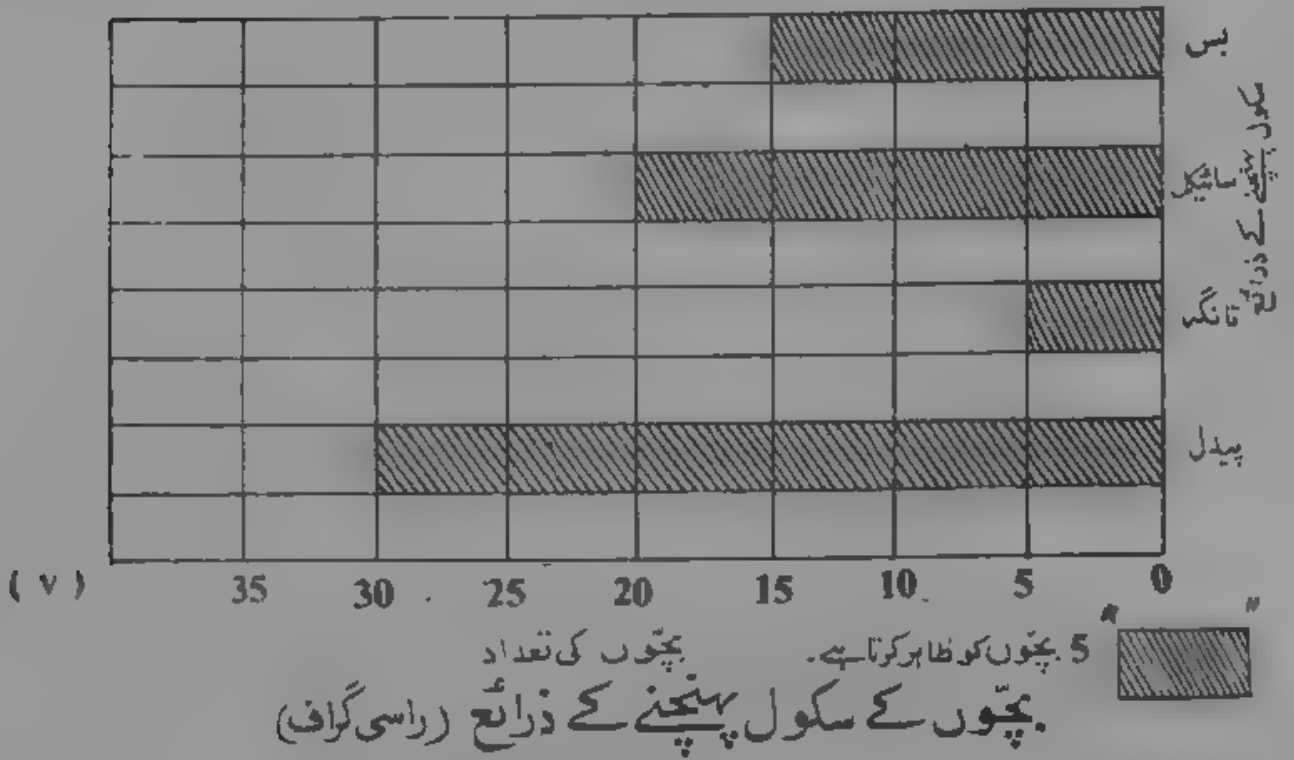 بس
سکول پہنچنے کے ذرائع
سائیکل
تانگہ
پیدل
( v ) 35 30 25 20 15 10 5 0
" " 5 بچّوں کو ظاہر کرتا ہے۔ بچّوں کی تعداد
بچّوں کے سکول پہنچنے کے ذرائع (راسی گراف)